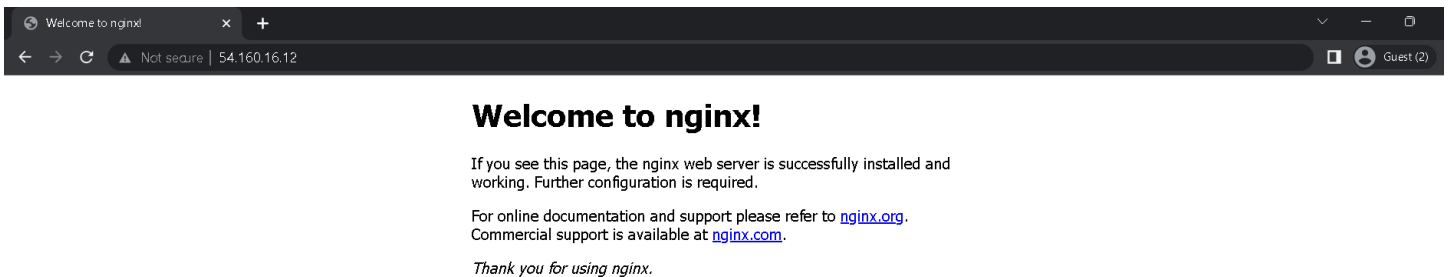 Welcome to nginx!
Not secure | 54.160.16.12
Guest (2)
Welcome to nginx!
If you see this page, the nginx web server is successfully installed and
working. Further configuration is required.
For online documentation and support please refer to nginx.org.
Commercial support is available at nginx.com.
Thank you for using nginx.